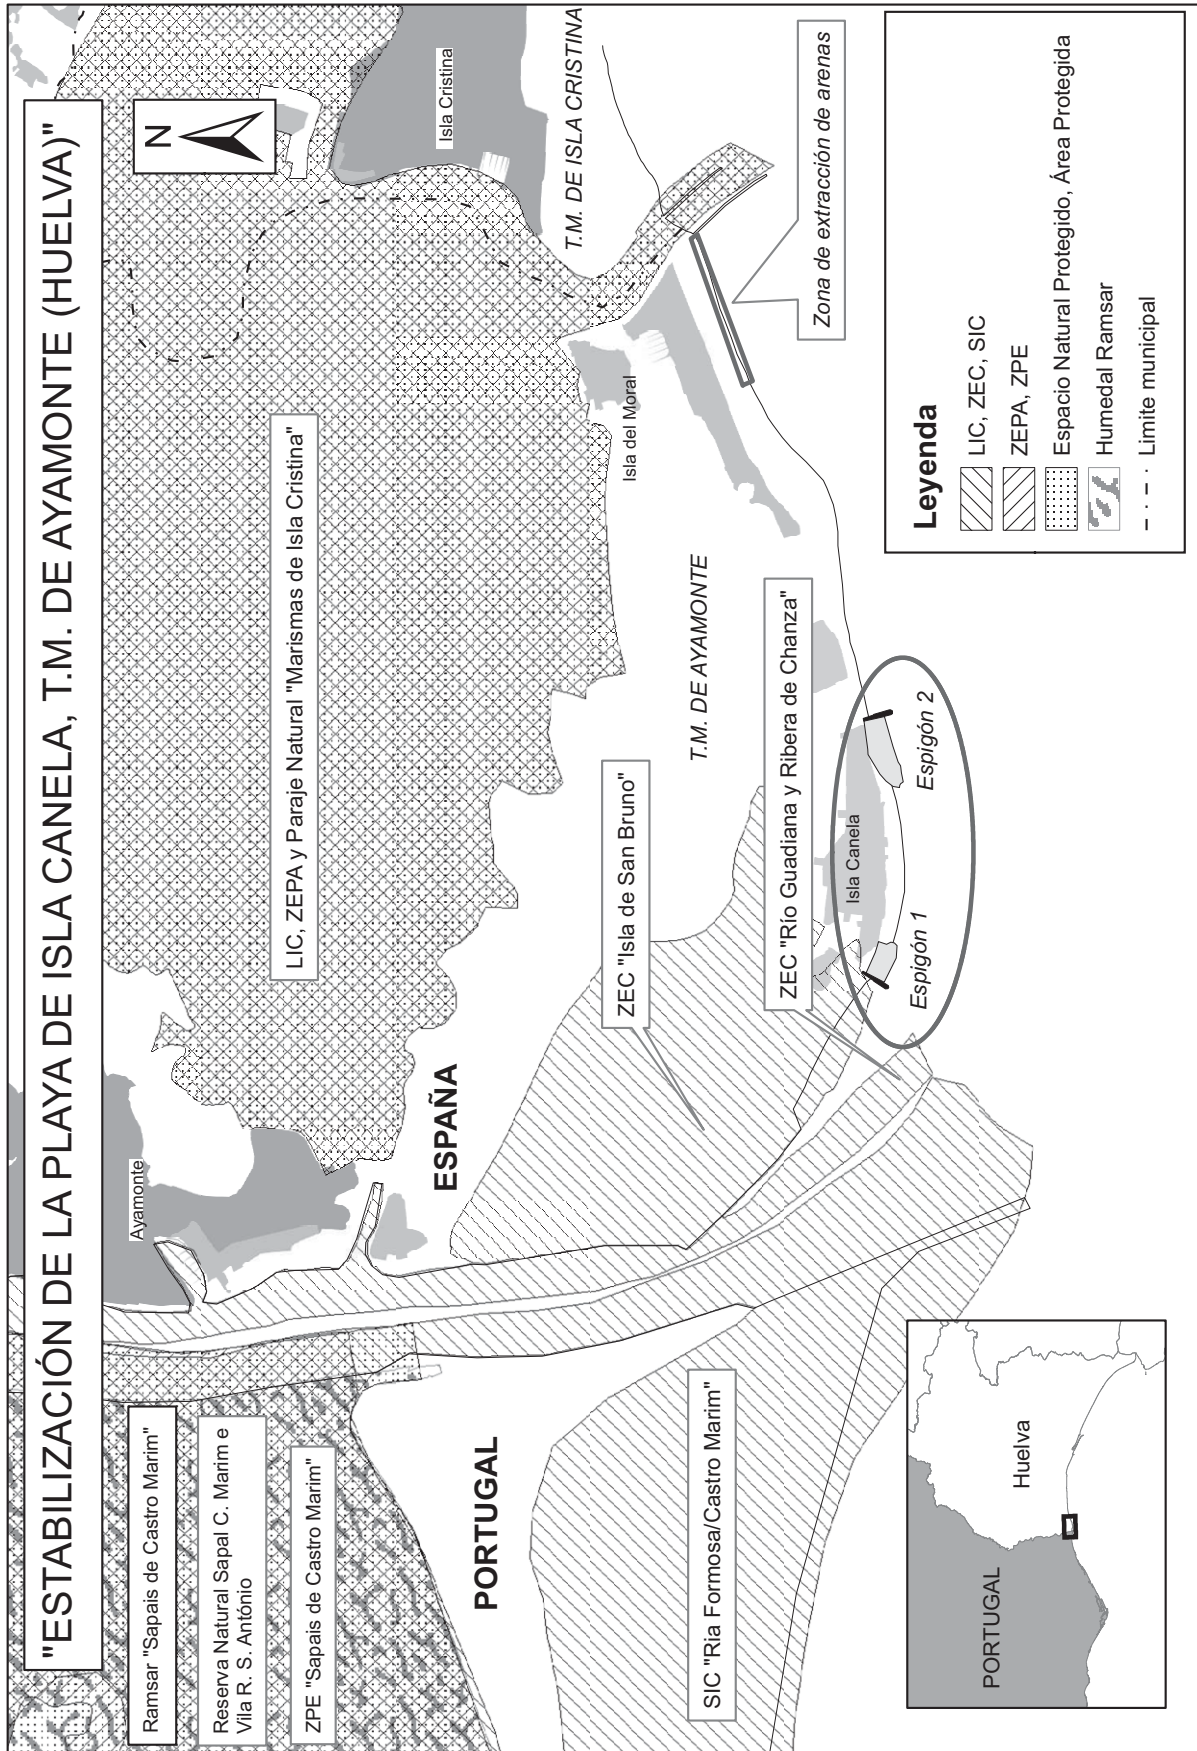 "ESTABILIZACIÓN DE LA PLAYA DE ISLA CANELA, T.M. DE AYAMONTE (HUELVA)"
N
Ramsar "Sapais de Castro Marim"
Reserva Natural Sapal C. Marim e
Vila R. S. António
ZPE "Sapais de Castro Marim"
Ayamonte
LIC, ZEPA y Paraje Natural "Marismas de Isla Cristina"
Isla Cristina
T.M. DE ISLA CRISTINA
ESPAÑA
PORTUGAL
Isla del Moral
ZEC "Isla de San Bruno"
T.M. DE AYAMONTE
SIC "Ria Formosa/Castro Marim"
ZEC "Río Guadiana y Ribera de Chanza"
Zona de extracción de arenas
Isla Canela
Espigón 1
Espigón 2
PORTUGAL
Huelva
Leyenda
LIC, ZEC, SIC
ZEPA, ZPE
Espacio Natural Protegido, Área Protegida
Humedal Ramsar
Limite municipal